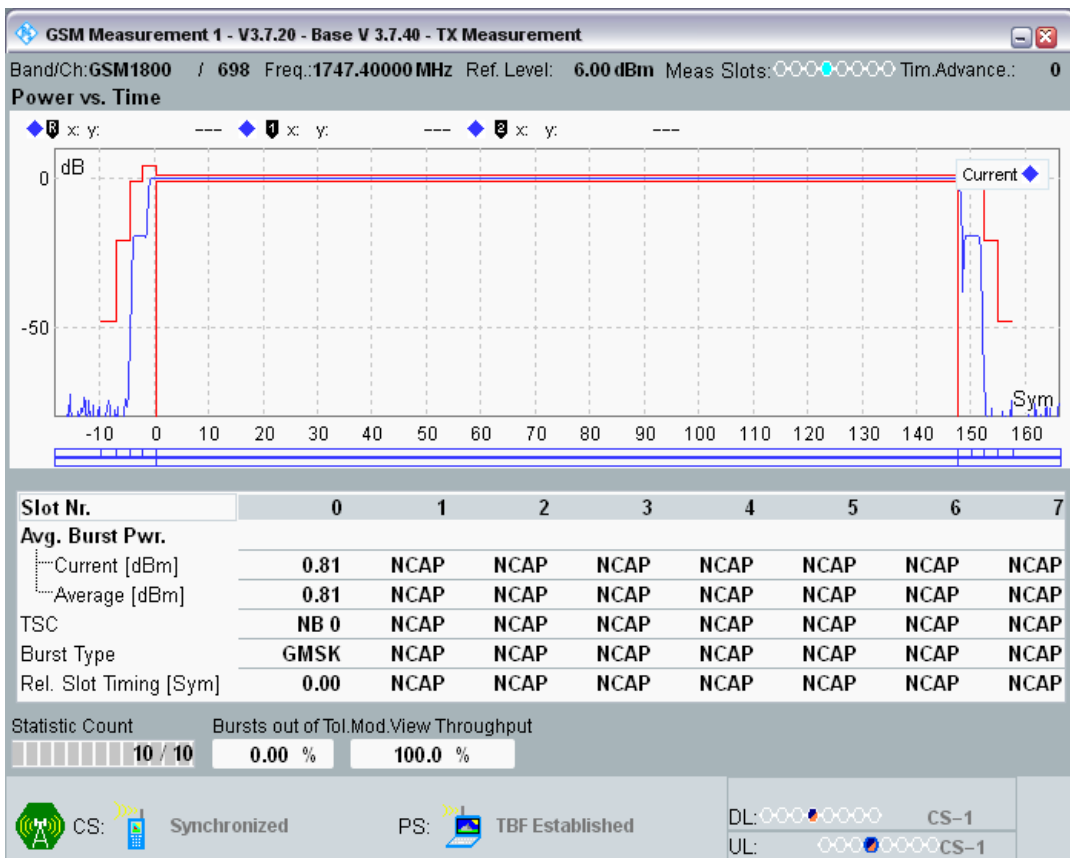 GSM Measurement 1 - V3.7.20 - Base V 3.7.40 - TX Measurement
Band/Ch:GSM1800 / 698 Freq.:1747.40000 MHz Ref. Level: 6.00 dBm Meas Slots: Tim.Advance.: 0
Power vs. Time
R x: y: --- 1 x: y: --- 2 x: y: ---
dB
Current
0
-50
Sym
-10 0 10 20 30 40 50 60 70 80 90 100 110 120 130 140 150 160
Slot Nr. 0 1 2 3 4 5 6 7
Avg. Burst Pwr.
Current [dBm] 0.81 NCAP NCAP NCAP NCAP NCAP NCAP NCAP
Average [dBm] 0.81 NCAP NCAP NCAP NCAP NCAP NCAP NCAP
TSC NB 0 NCAP NCAP NCAP NCAP NCAP NCAP NCAP
Burst Type GMSK NCAP NCAP NCAP NCAP NCAP NCAP NCAP
Rel. Slot Timing [Sym] 0.00 NCAP NCAP NCAP NCAP NCAP NCAP NCAP
Statistic Count Bursts out of Tol.Mod.View Throughput
10 / 10 0.00 % 100.0 %
CS: Synchronized PS: TBF Established
DL: CS-1
UL: CS-1